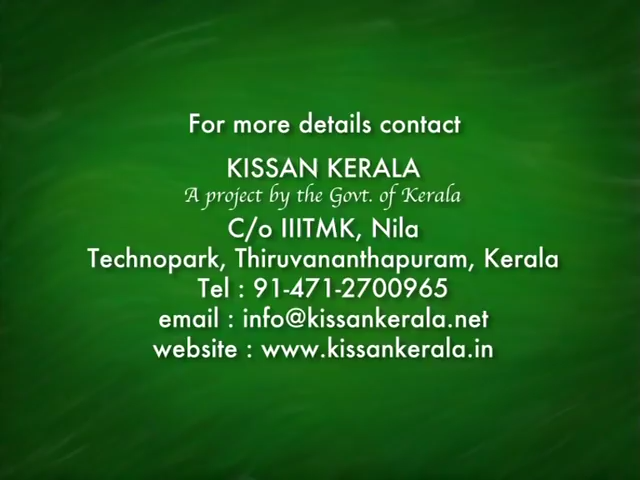 For more details contact
KISSAN KERALA
A project by the Govt. of Kerala
C/o IIITMK, Nila
Technopark, Thiruvananthapuram, Kerala
Tel : 91-471-2700965
email : info@kissankerala.net
website : www.kissankerala.in